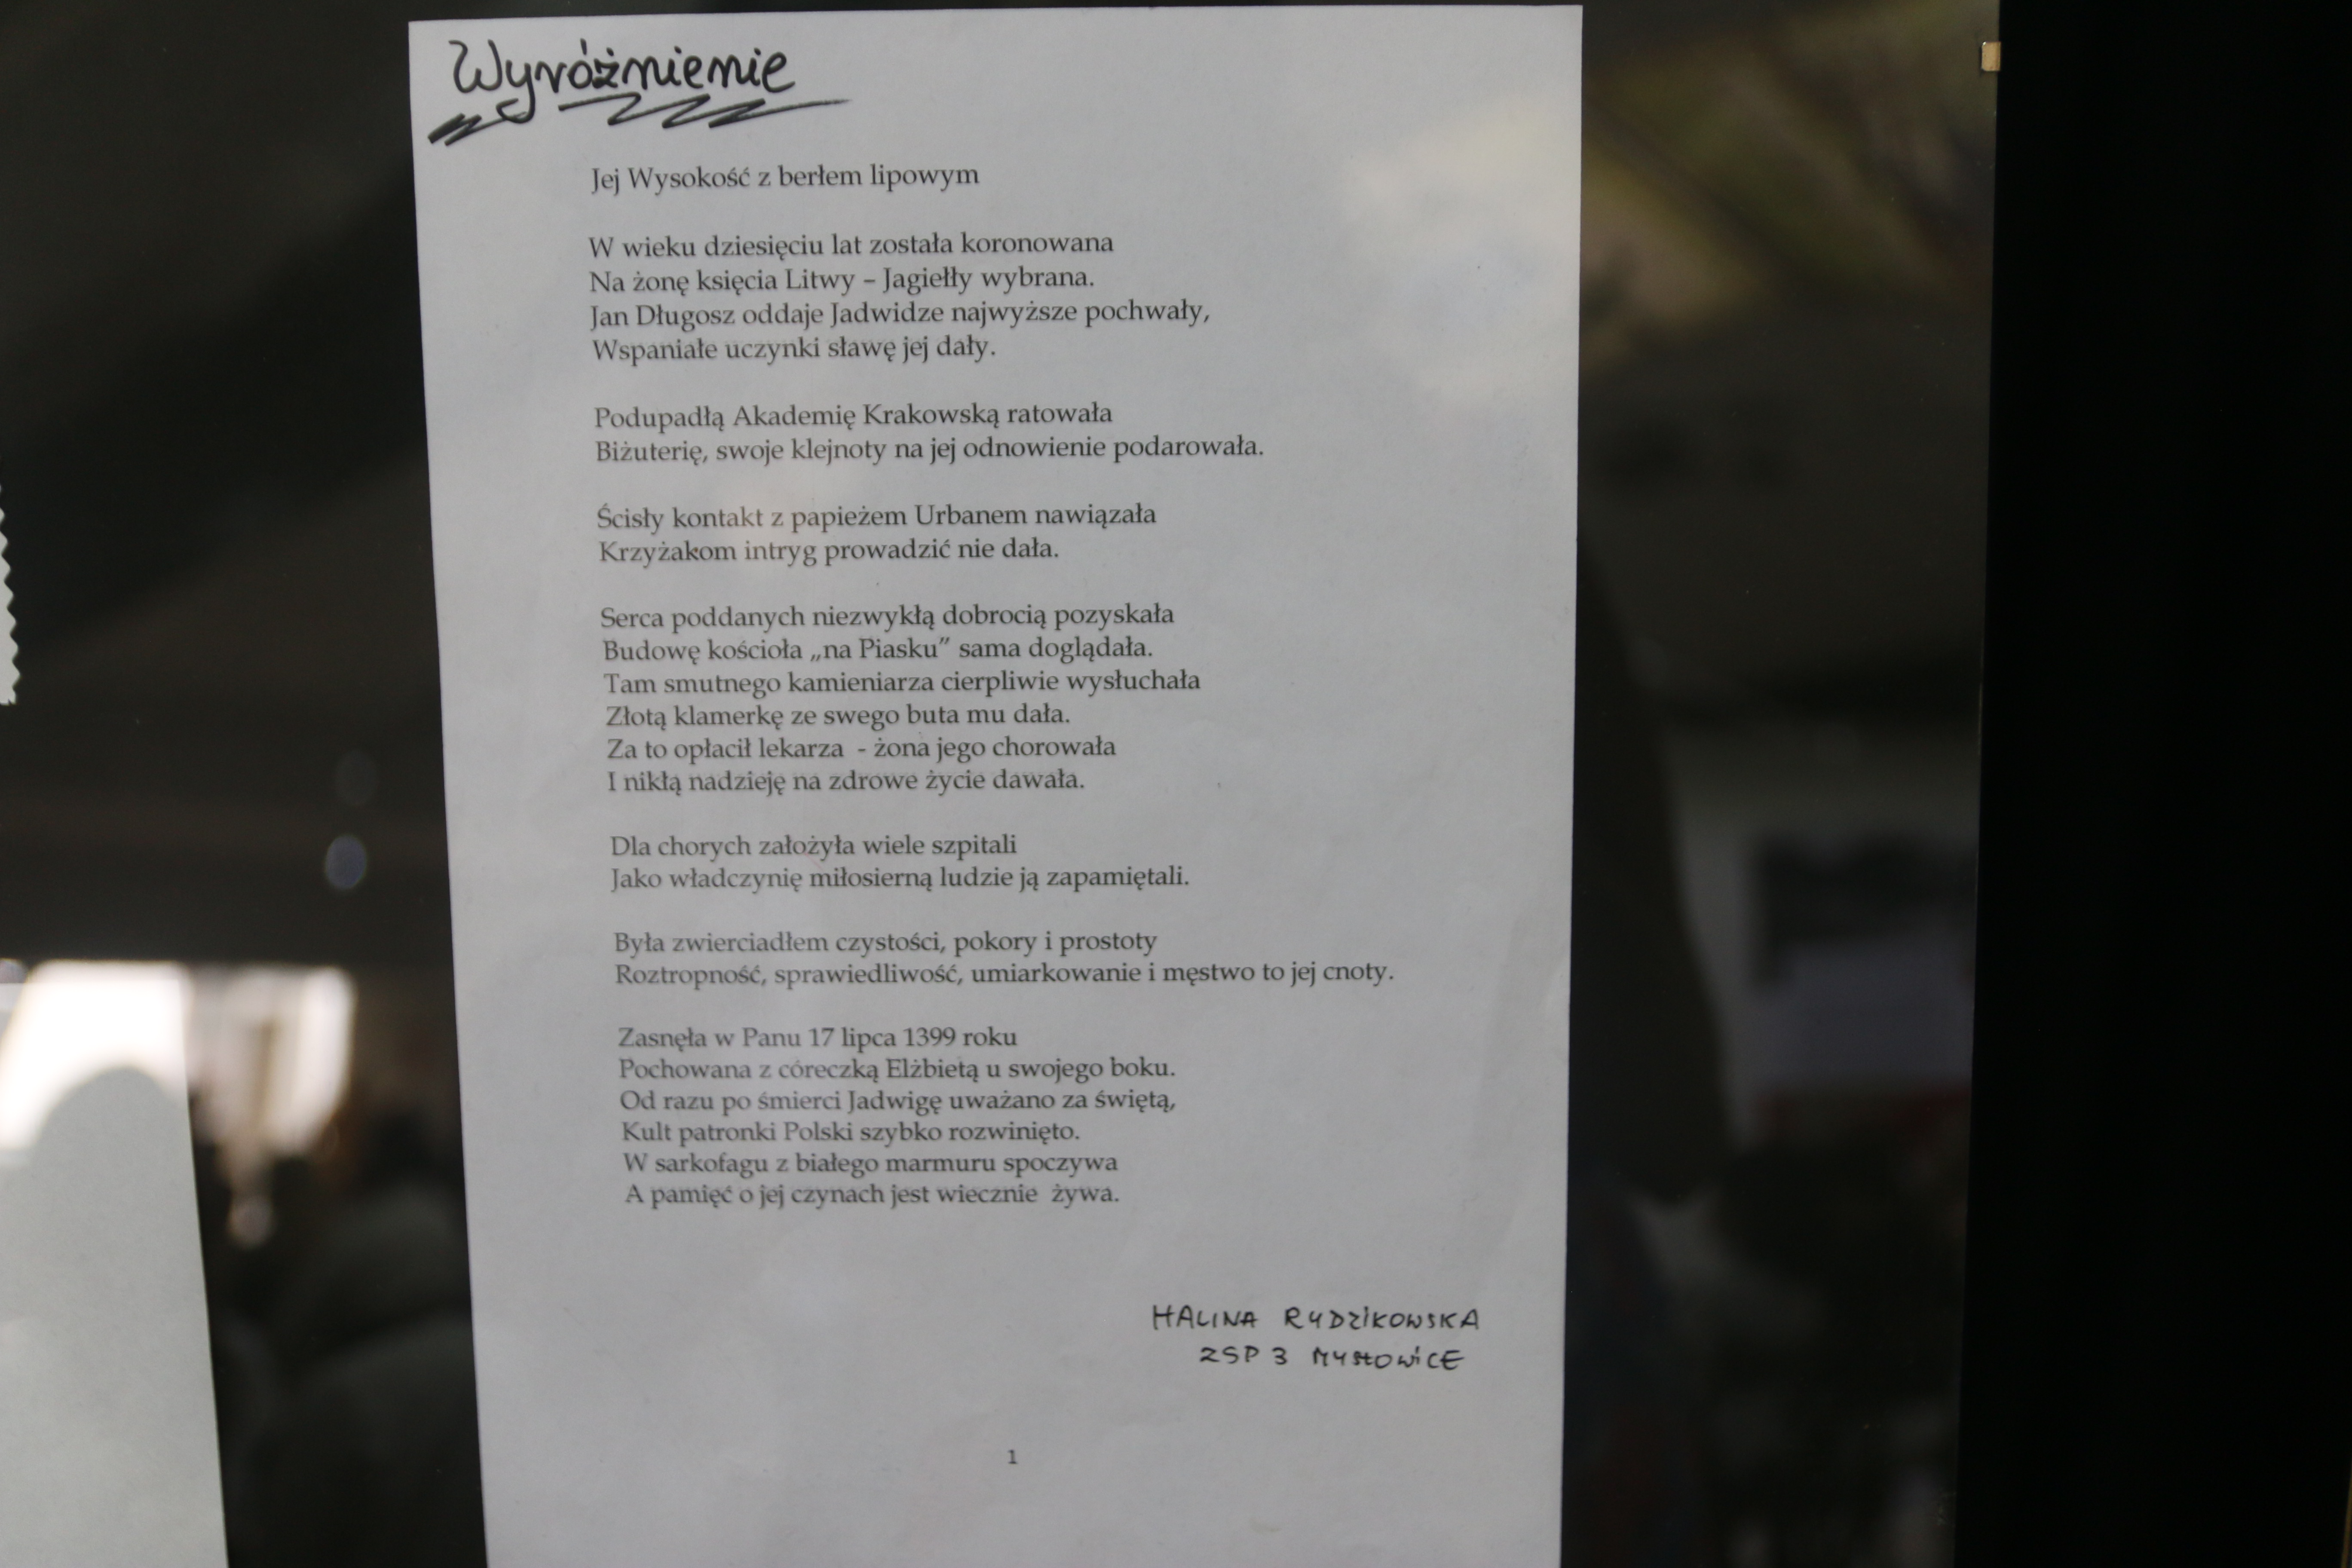 Wyróżnienie
Jej Wysokość z berłem lipowym
W wieku dziesięciu lat została koronowana
Na żonę księcia Litwy – Jagiełły wybrana.
Jan Długosz oddaje Jadwidze najwyższe pochwały,
Wspaniałe uczynki sławę jej dały.
Podupadłą Akademię Krakowską ratowała
Biżuterię, swoje klejnoty na jej odnowienie podarowała.
Ścisły kontakt z papieżem Urbanem nawiązała
Krzyżakom intryg prowadzić nie dała.
Serca poddanych niezwykłą dobrocią pozyskała
Budowę kościoła „na Piasku" sama doglądała.
Tam smutnego kamieniarza cierpliwie wysłuchała
Złotą klamerkę ze swego buta mu dała.
Za to opłacił lekarza - żona jego chorowała
I nikłą nadzieję na zdrowe życie dawała.
Dla chorych założyła wiele szpitali
Jako władczynię miłosierną ludzie ją zapamiętali.
Była zwierciadłem czystości, pokory i prostoty
Roztropność, sprawiedliwość, umiarkowanie i męstwo to jej cnoty.
Zasnęła w Panu 17 lipca 1399 roku
Pochowana z córeczką Elżbietą u swojego boku.
Od razu po śmierci Jadwigę uważano za świętą,
Kult patronki Polski szybko rozwinięto.
W sarkofagu z białego marmuru spoczywa
A pamięć o jej czynach jest wiecznie żywa.
HALINA RYDZIKOWSKA
ZSP 3 MYSŁOWICE
1